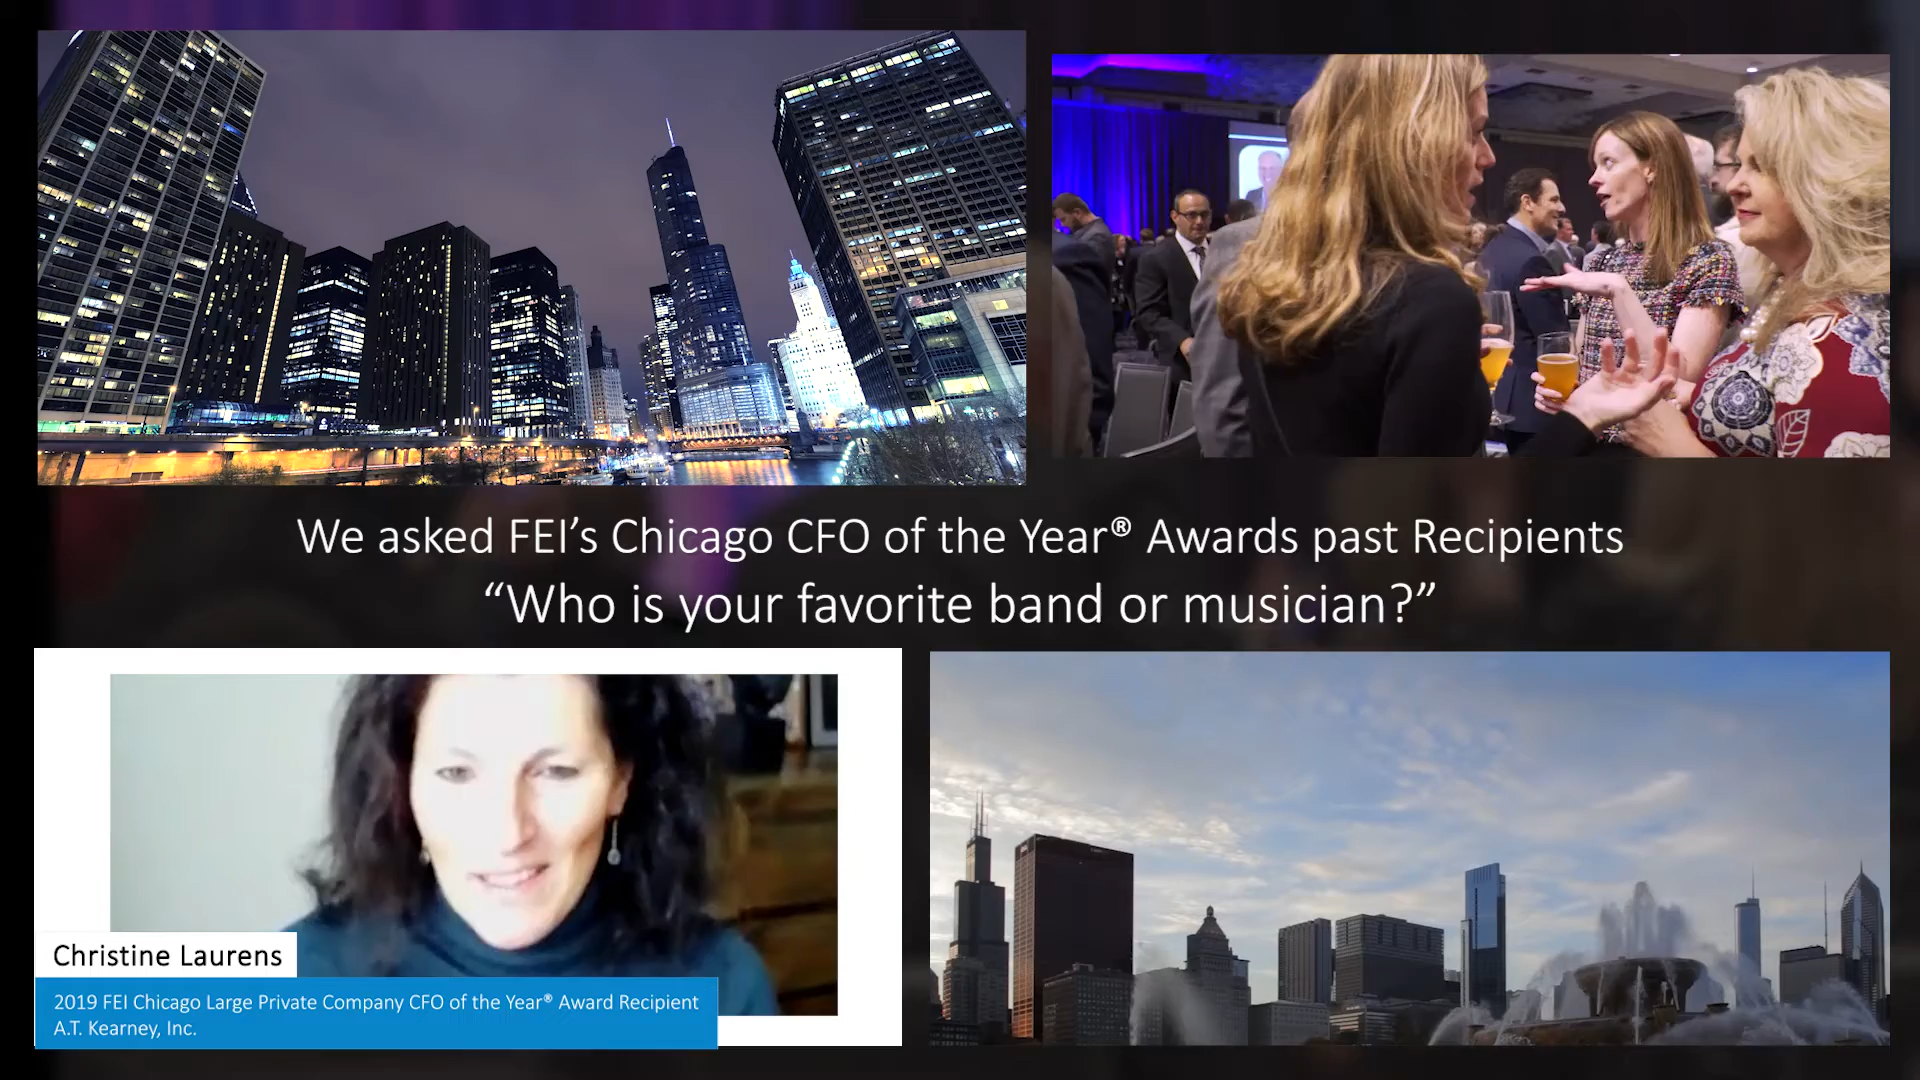 We asked FEI’s Chicago CFO of the Year® Awards past Recipients
“Who is your favorite band or musician?”
Christine Laurens
2019 FEI Chicago Large Private Company CFO of the Year® Award Recipient
A.T. Kearney, Inc.